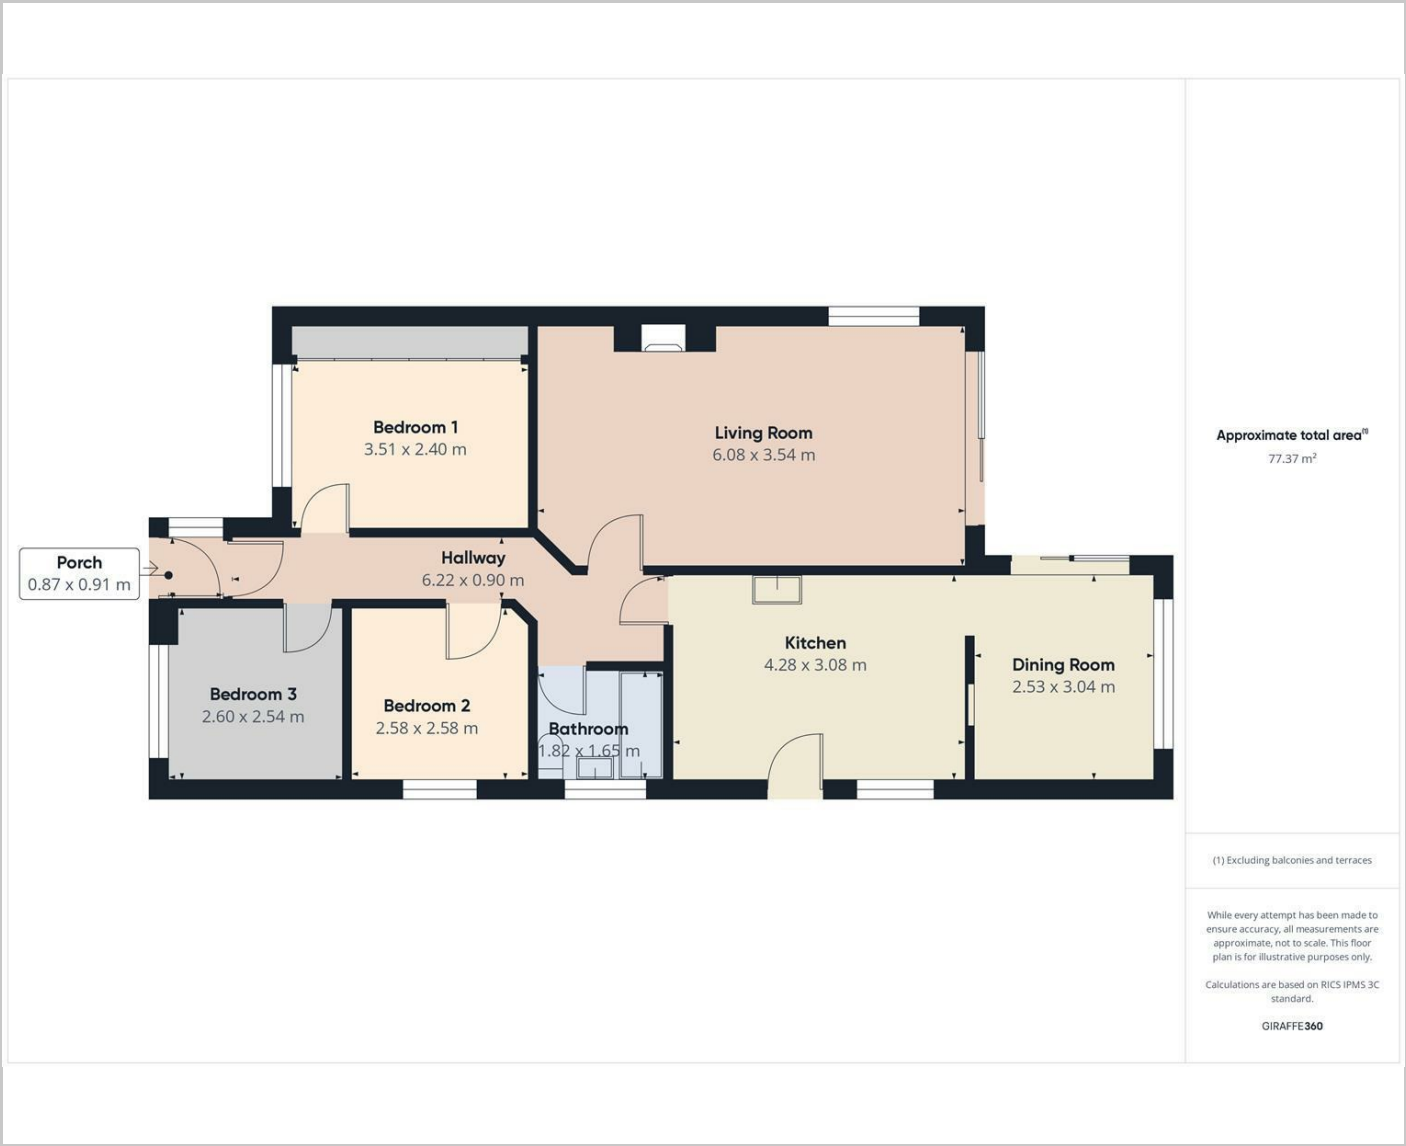 Bedroom 1
3.51 x 2.40 m
Living Room
6.08 x 3.54 m
Porch
0.87 x 0.91 m
Hallway
6.22 x 0.90 m
Kitchen
4.28 x 3.08 m
Dining Room
2.53 x 3.04 m
Bedroom 3
2.60 x 2.54 m
Bedroom 2
2.58 x 2.58 m
Bathroom
1.82 x 1.65 m
Approximate total area(1)
77.37 m²
(1) Excluding balconies and terraces
While every attempt has been made to
ensure accuracy, all measurements are
approximate, not to scale. This floor
plan is for illustrative purposes only.
Calculations are based on RICS IPMS 3C
standard.
GIRAFFE360